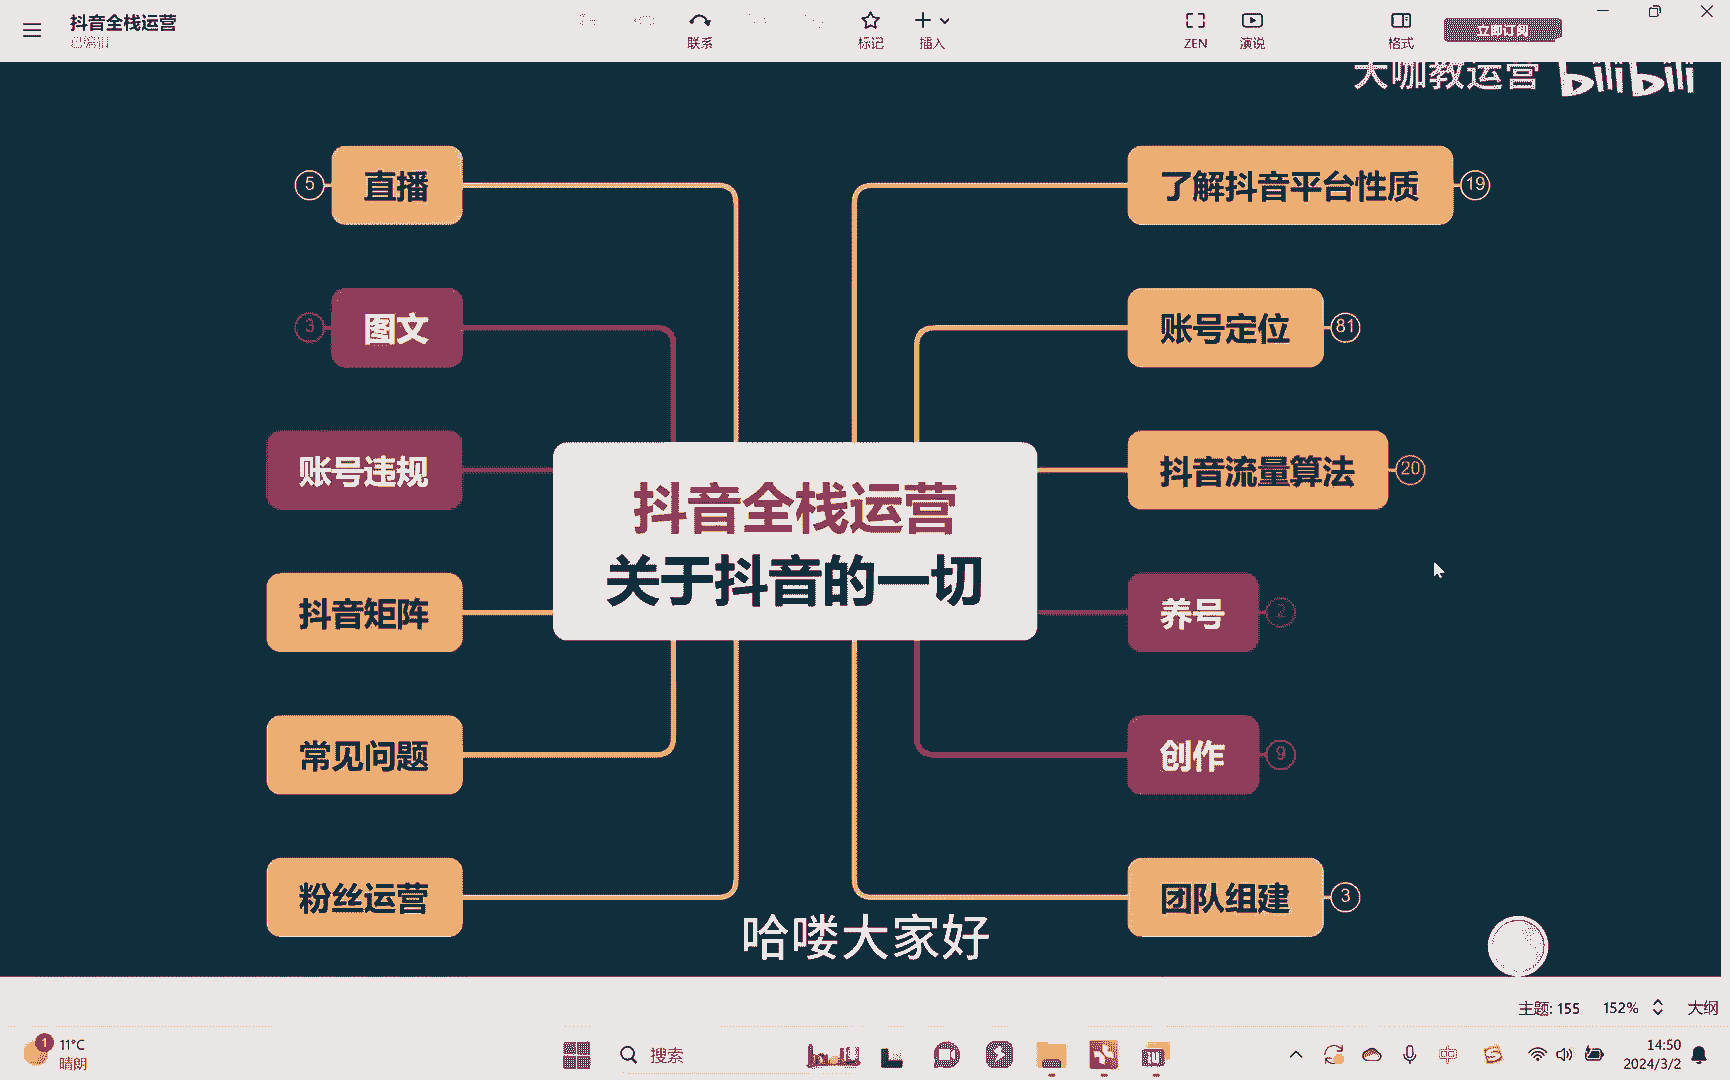 抖音全栈运营
已编辑
联系
标记
插入
ZEN
演说
格式
立即订阅
大咖教运营 bilibili
5 直播
了解抖音平台性质 19
3 图文
账号定位 81
账号违规
抖音流量算法 20
抖音全栈运营
关于抖音的一切
抖音矩阵
养号 2
常见问题
创作 9
粉丝运营
团队组建 3
哈喽大家好
主题: 155 152% 大纲
1
11°C
晴朗
搜索
中
14:50
2024/3/2